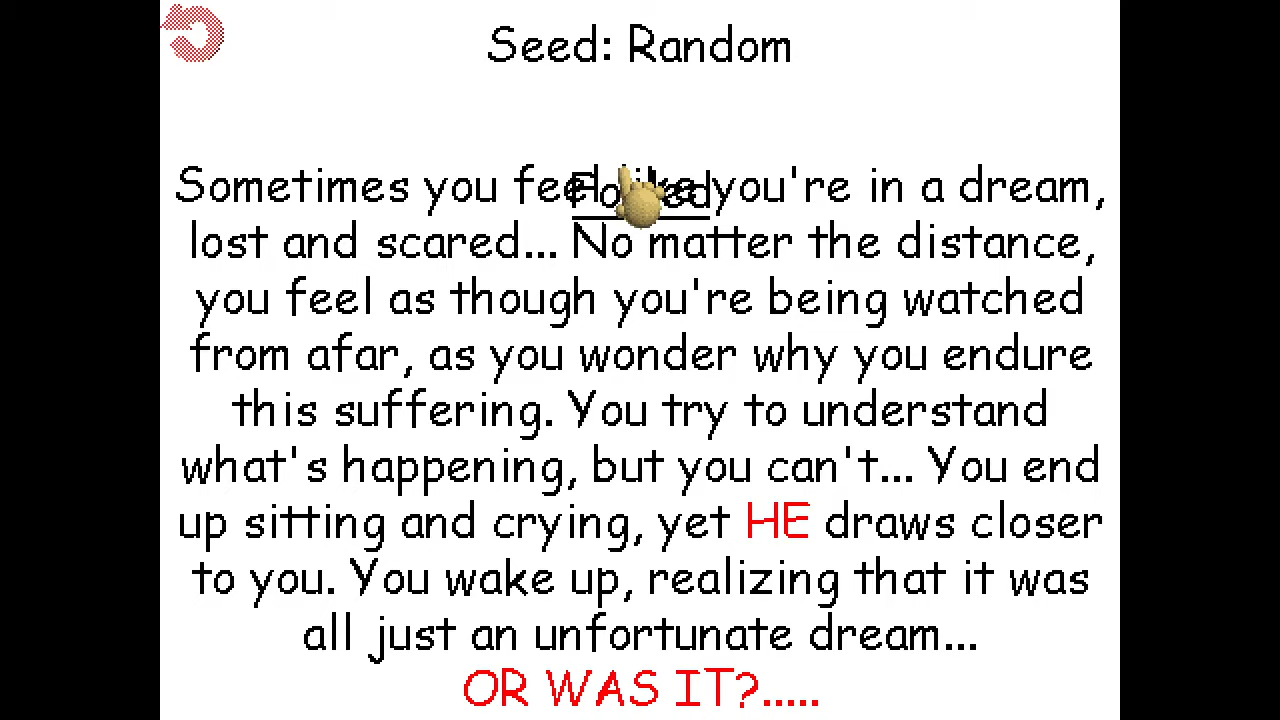 Seed: Random
Sometimes you feel like you're in a dream,
lost and scared... No matter the distance,
you feel as though you're being watched
from afar, as you wonder why you endure
this suffering. You try to understand
what's happening, but you can't... You end
up sitting and crying, yet HE draws closer
to you. You wake up, realizing that it was
all just an unfortunate dream...
OR WAS IT?.....